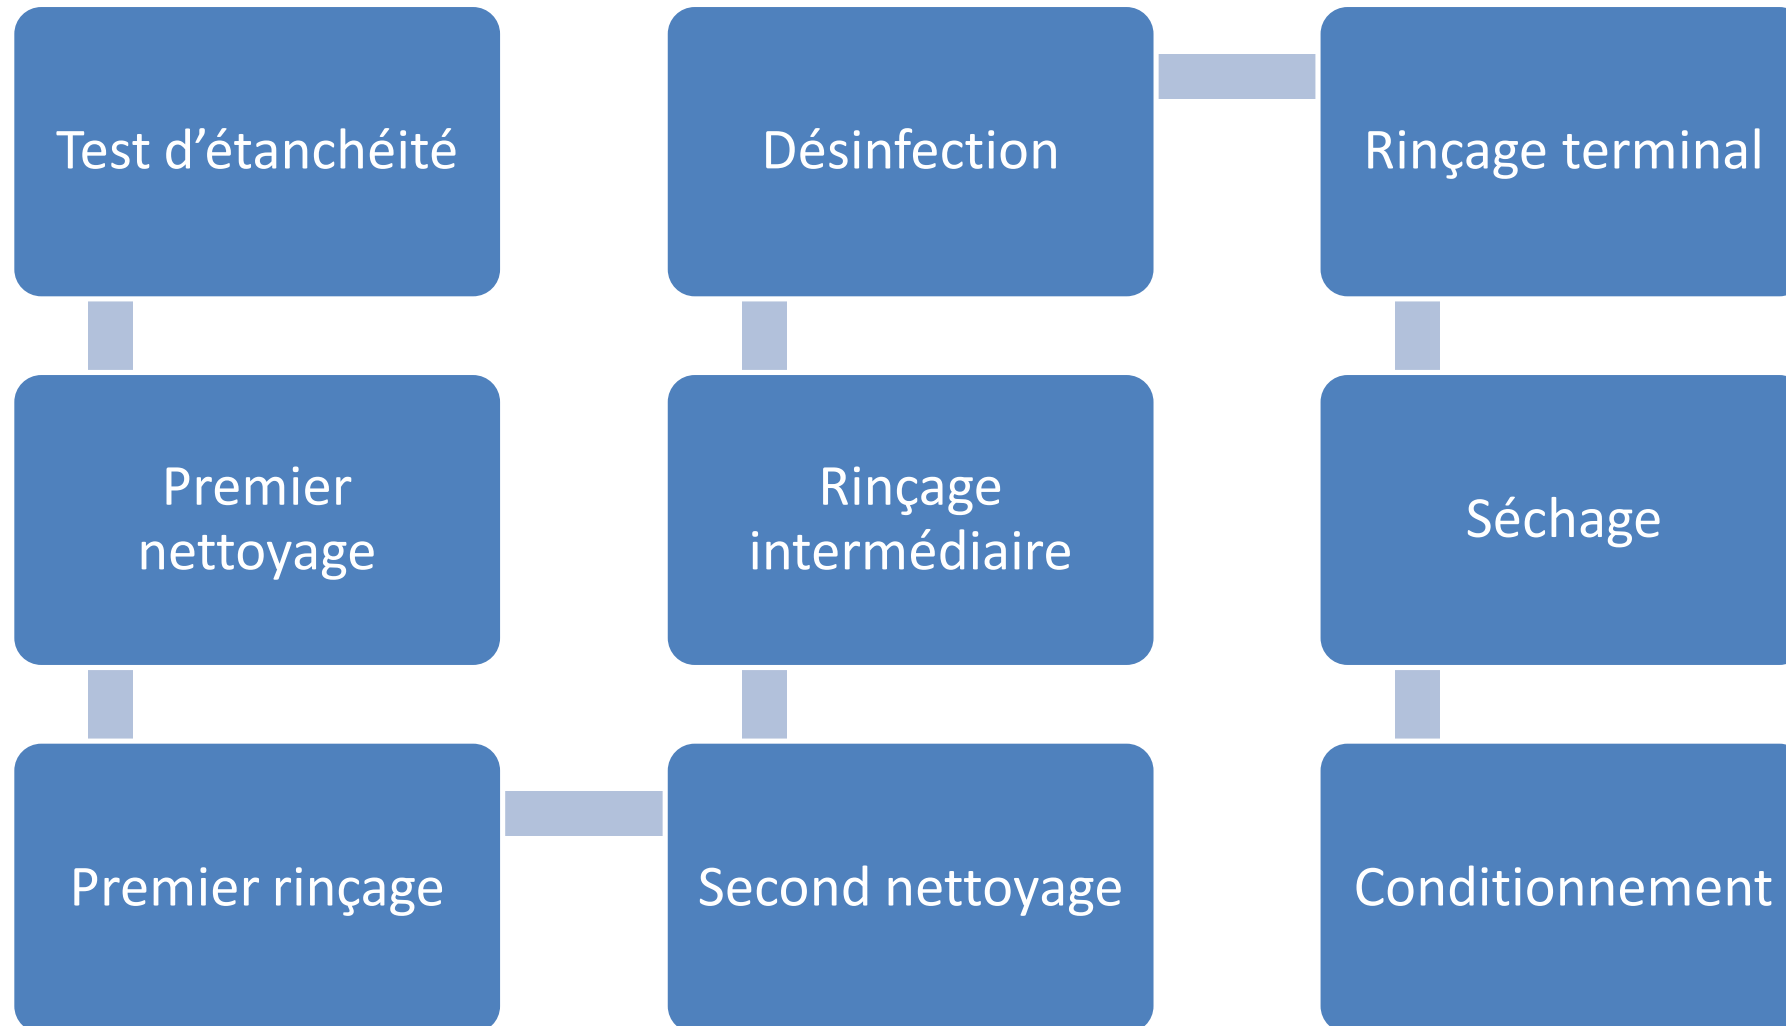 Test d’étanchéité
Premier
nettoyage
Premier rinçage
Second nettoyage
Rinçage
intermédiaire
Désinfection
Rinçage terminal
Séchage
Conditionnement